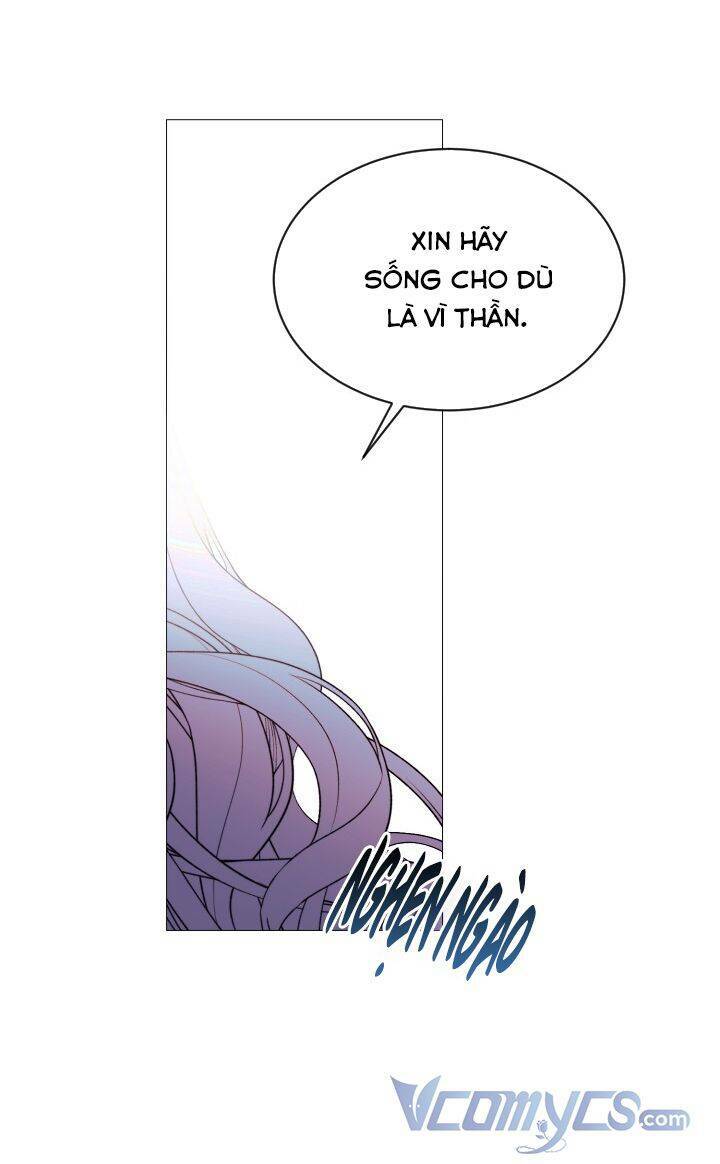 XIN HÃY
SỐNG CHO DÙ
LÀ VÌ THẦN.
NGHẸN NGÀO
VCOMYCS.com